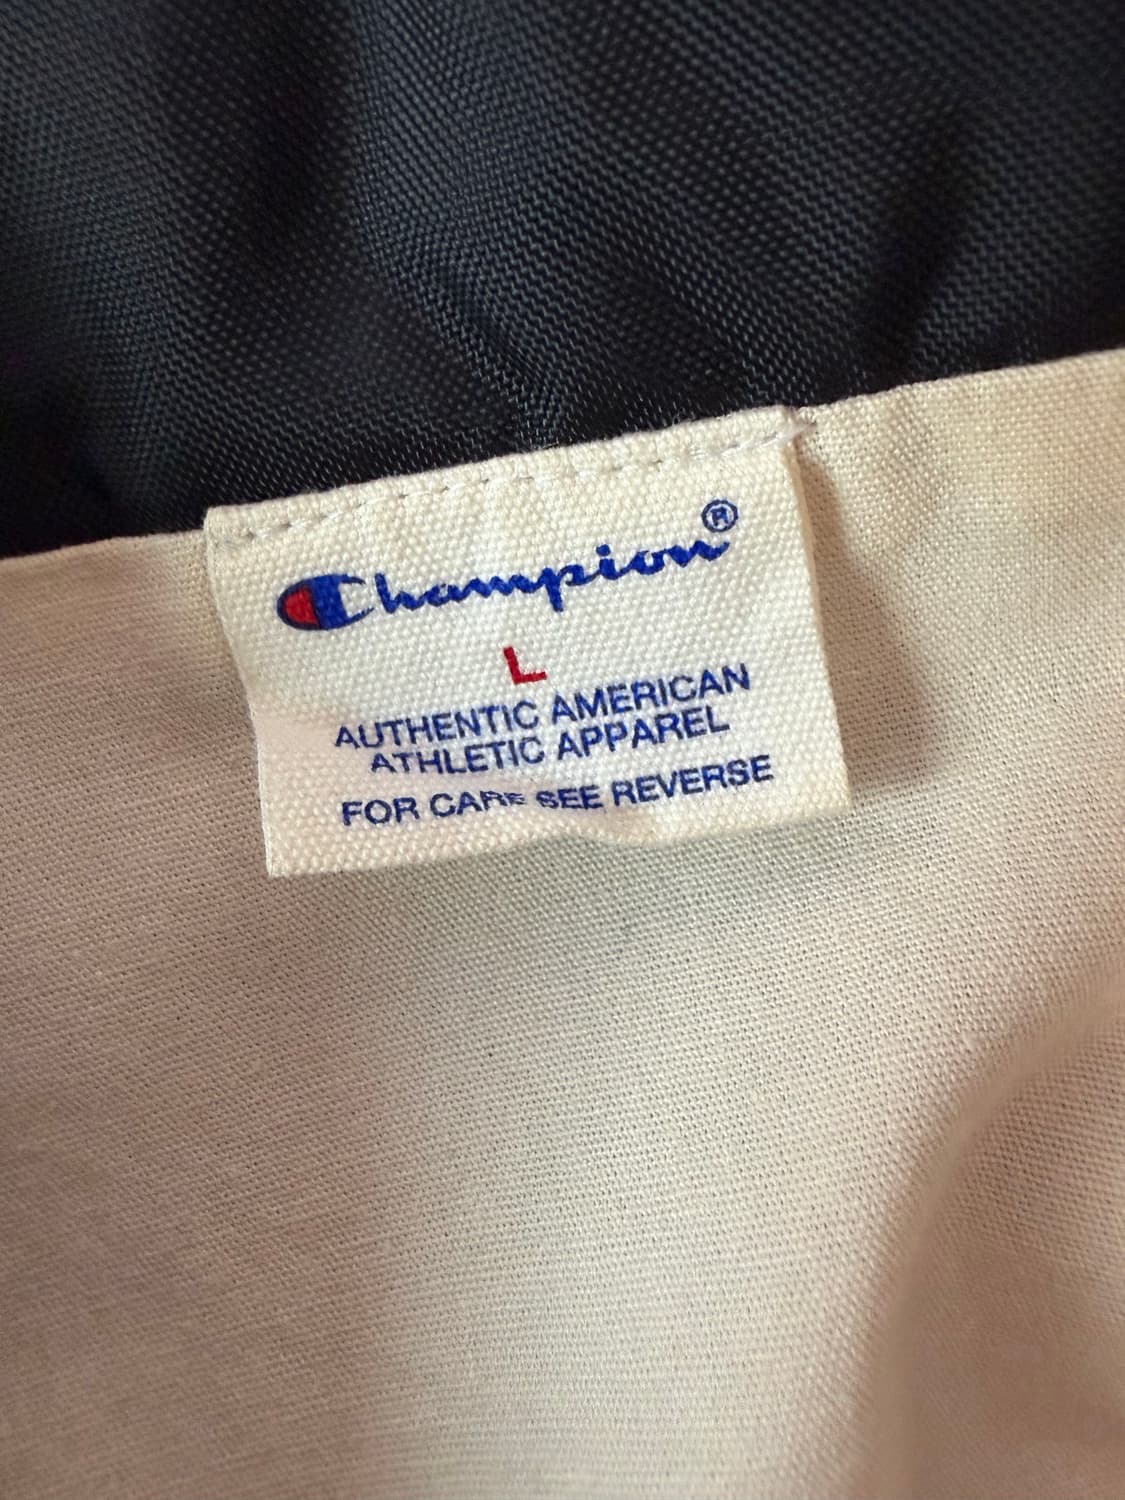 Champion®
L
AUTHENTIC AMERICAN
ATHLETIC APPAREL
FOR CARE SEE REVERSE